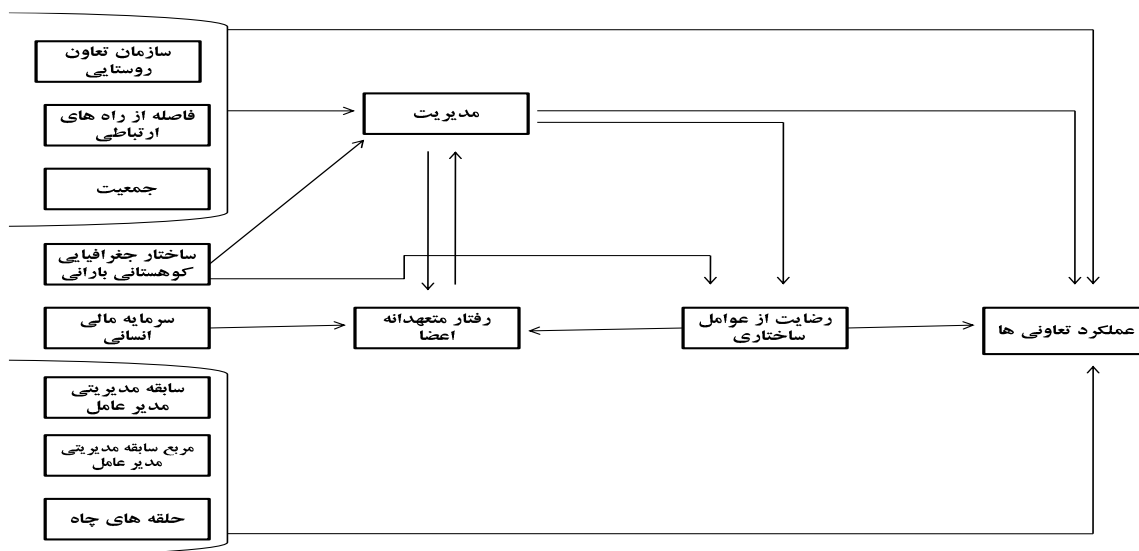 سازمان تعاون
روستایی
فاصله از راه های
ارتباطی
مدیریت
جمعیت
ساختار جغرافیایی
کوهستانی بارانی
سرمایه مالی
انسانی
رفتار متعهدانه
اعضا
رضایت از عوامل
ساختاری
عملکرد تعاونی ها
سابقه مدیریتی
مدیر عامل
مربع سابقه مدیریتی
مدیر عامل
حلقه های چاه